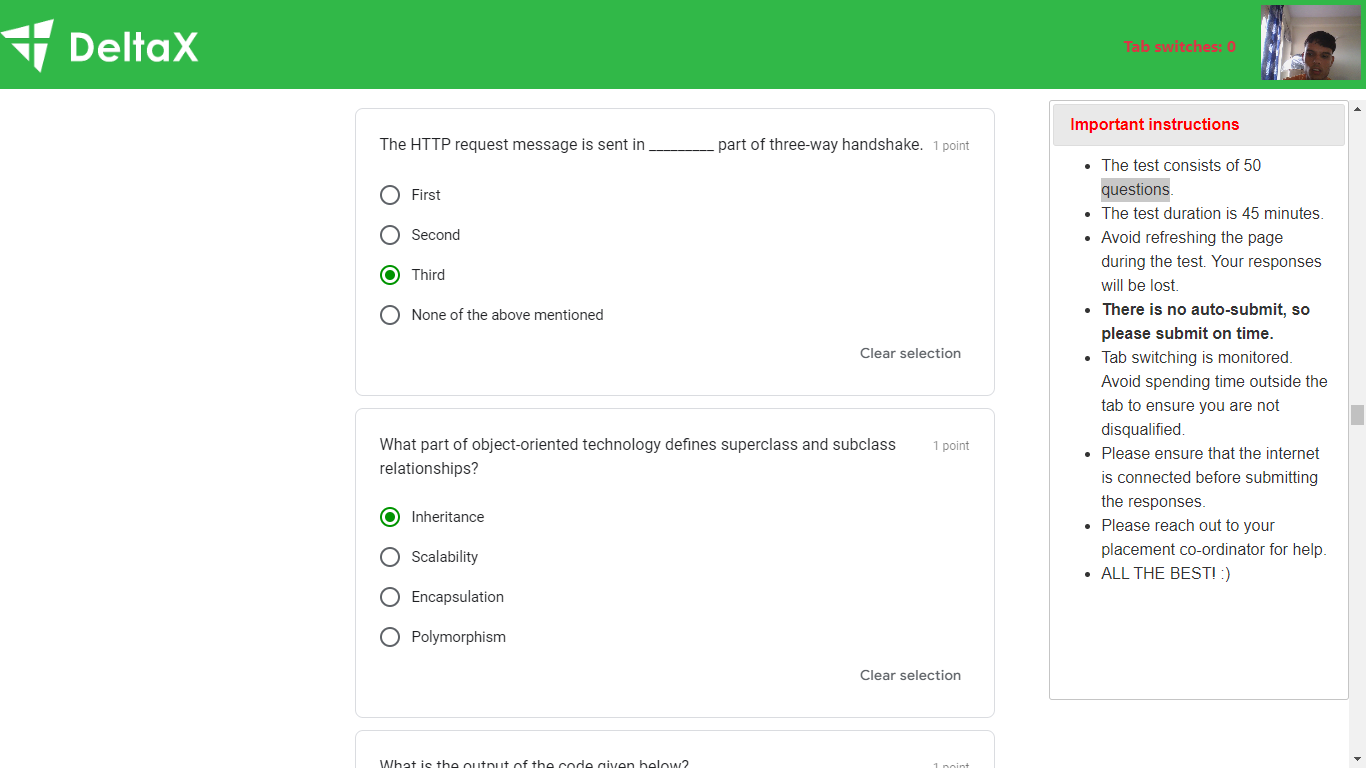 DeltaX
Tab switches: 0
The HTTP request message is sent in _________ part of three-way handshake. 1 point
First
Second
Third
None of the above mentioned
Clear selection
What part of object-oriented technology defines superclass and subclass 1 point
relationships?
Inheritance
Scalability
Encapsulation
Polymorphism
Clear selection
What is the output of the code given below? 1 point
Important instructions
The test consists of 50
questions.
The test duration is 45 minutes.
Avoid refreshing the page
during the test. Your responses
will be lost.
There is no auto-submit, so
please submit on time.
Tab switching is monitored.
Avoid spending time outside the
tab to ensure you are not
disqualified.
Please ensure that the internet
is connected before submitting
the responses.
Please reach out to your
placement co-ordinator for help.
ALL THE BEST! :)